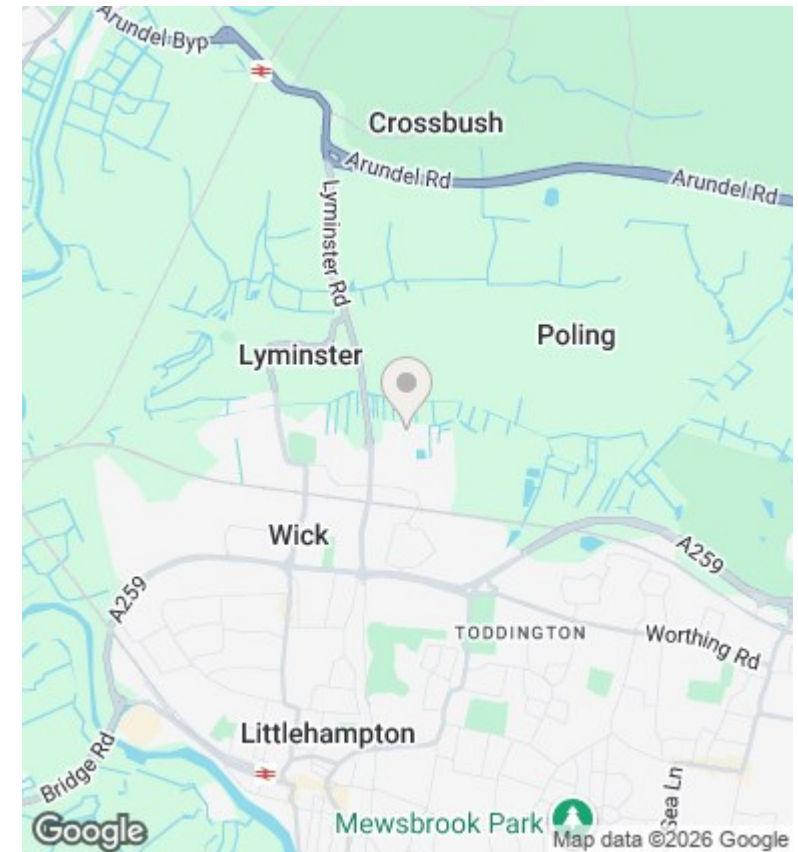 Arundel Byp
Crossbush
Arundel Rd
Arundel Rd
Lyminster Rd
Poling
Lyminster
Wick
A259
A259
TODDINGTON
Worthing Rd
Littlehampton
Bridge Rd
Sea Ln
Mewsbrook Park
Google
Map data ©2026 Google